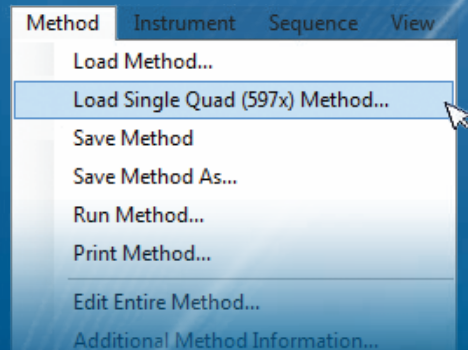 Method Instrument Sequence View
Load Method...
Load Single Quad (597x) Method...
Save Method
Save Method As...
Run Method...
Print Method...
Edit Entire Method...
Additional Method Information...